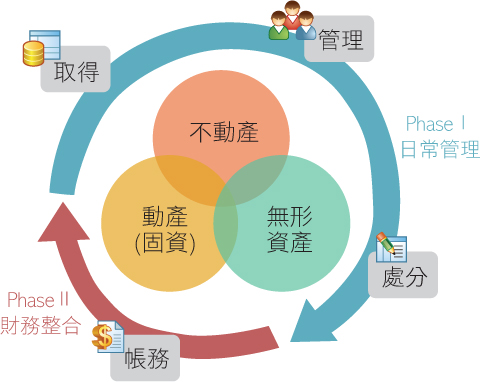 管理
取得
不動產
Phase I
日常管理
動產
(固資)
無形
資產
處分
Phase II
財務整合
帳務